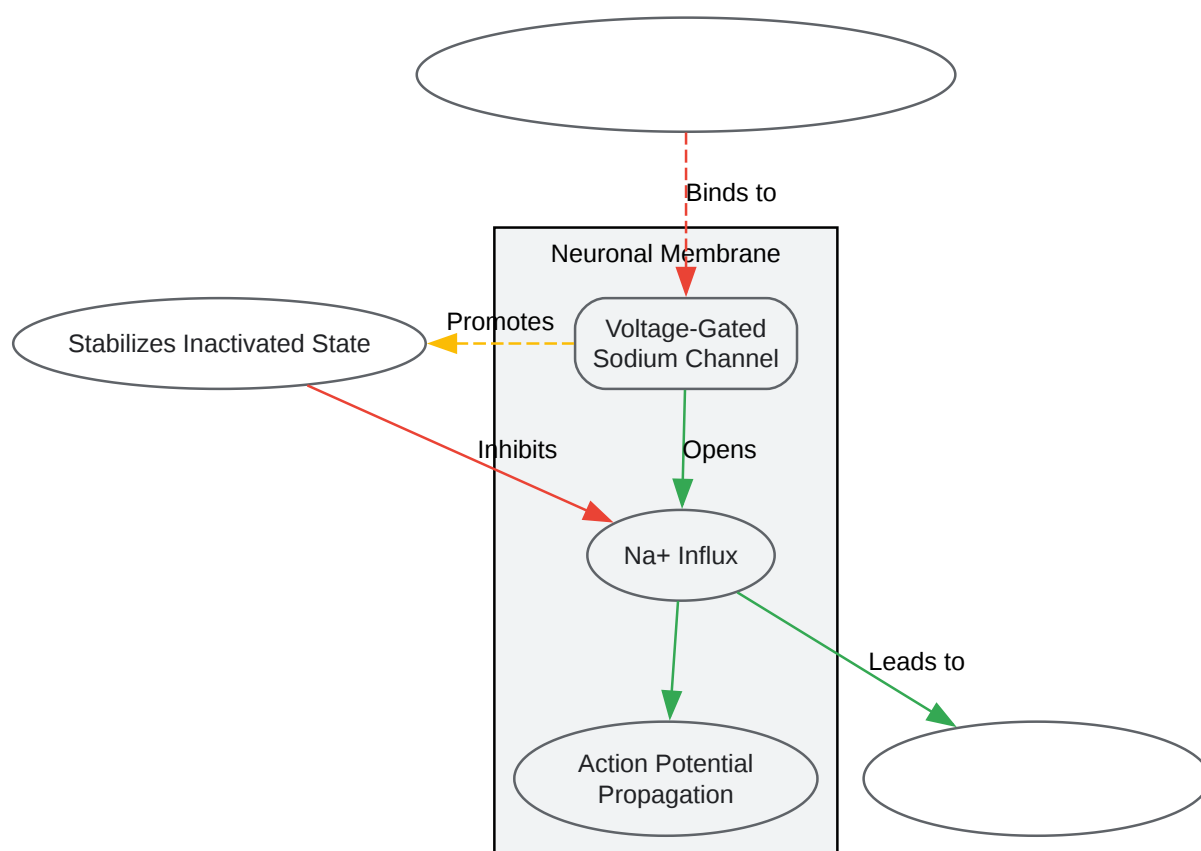 Binds to
Neuronal Membrane
Voltage-Gated
Sodium Channel
Promotes
Stabilizes Inactivated State
Inhibits
Opens
Na+ Influx
Leads to
Action Potential
Propagation